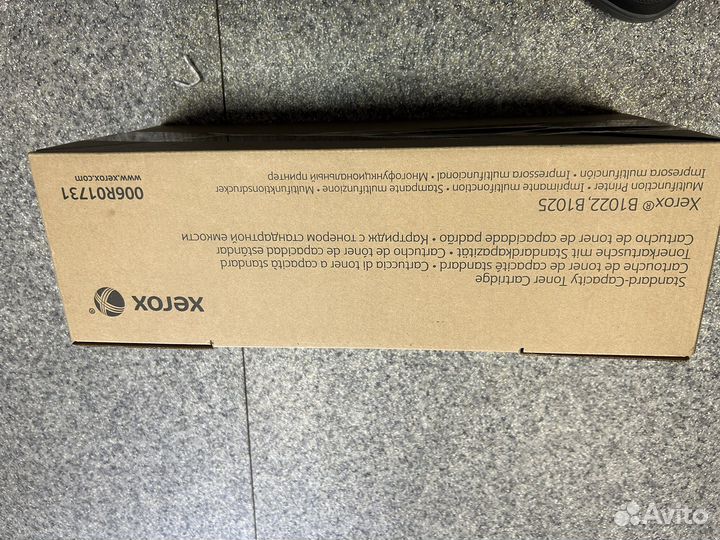 Standard-Capacity Toner Cartridge
Cartouche de toner de capacité standard • Cartuccia di toner a capacità standard
Tonerkartusche mit Standardkapazität • Cartucho de tóner de capacidad estándar
Cartucho de toner de capacidade padrão • Картридж с тонером стандартной емкости
Xerox® B1022, B1025
Multifunction Printer • Imprimante multifonction • Stampante multifunzione • Multifunktionsdrucker
Impresora multifunción • Impressora multifuncional • Многофункциональный принтер
xerox®
006R01731
www.xerox.com
Avito